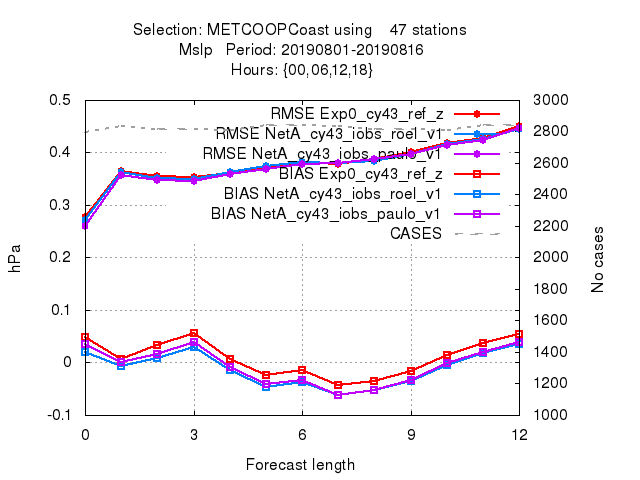 Selection: METCOOPCoast using    47 stations
Mslp   Period: 20190801-20190816
Hours: {00,06,12,18}
0.5
0.4
0.3
0.2
0.1
0
-0.1
hPa
3000
2800
2600
2400
2200
2000
1800
1600
1400
1200
1000
No cases
RMSE Exp0_cy43_ref_z
RMSE NetA_cy43_iobs_roel_v1
RMSE NetA_cy43_iobs_paulo_v1
BIAS Exp0_cy43_ref_z
BIAS NetA_cy43_iobs_roel_v1
BIAS NetA_cy43_iobs_paulo_v1
CASES
0 3 6 9 12
Forecast length